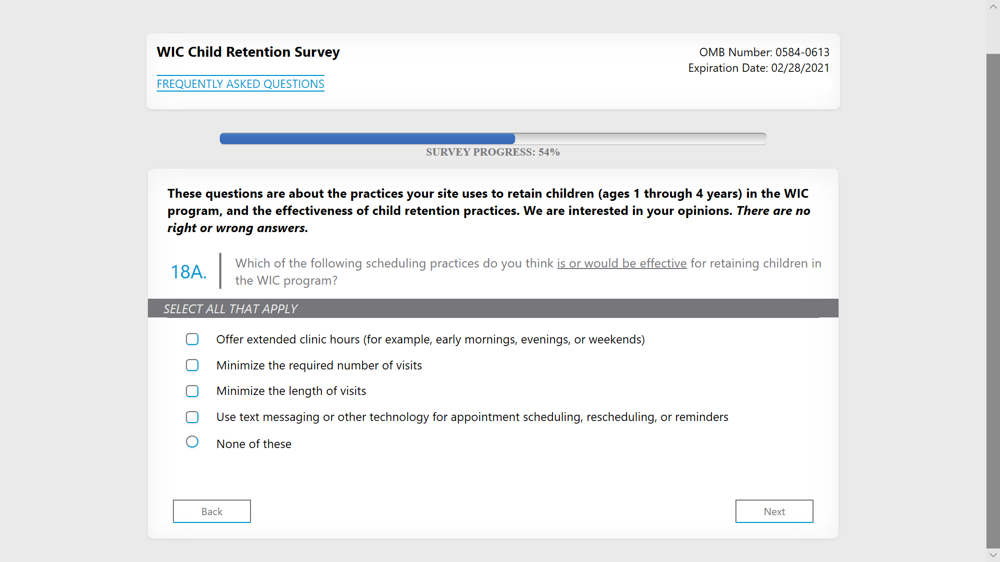 WIC Child Retention Survey
OMB Number: 0584-0613
Expiration Date: 02/28/2021
FREQUENTLY ASKED QUESTIONS
SURVEY PROGRESS: 54%
These questions are about the practices your site uses to retain children (ages 1 through 4 years) in the WIC
program, and the effectiveness of child retention practices. We are interested in your opinions. There are no
right or wrong answers.
18A.
Which of the following scheduling practices do you think is or would be effective for retaining children in
the WIC program?
SELECT ALL THAT APPLY
Offer extended clinic hours (for example, early mornings, evenings, or weekends)
Minimize the required number of visits
Minimize the length of visits
Use text messaging or other technology for appointment scheduling, rescheduling, or reminders
None of these
Back
Next